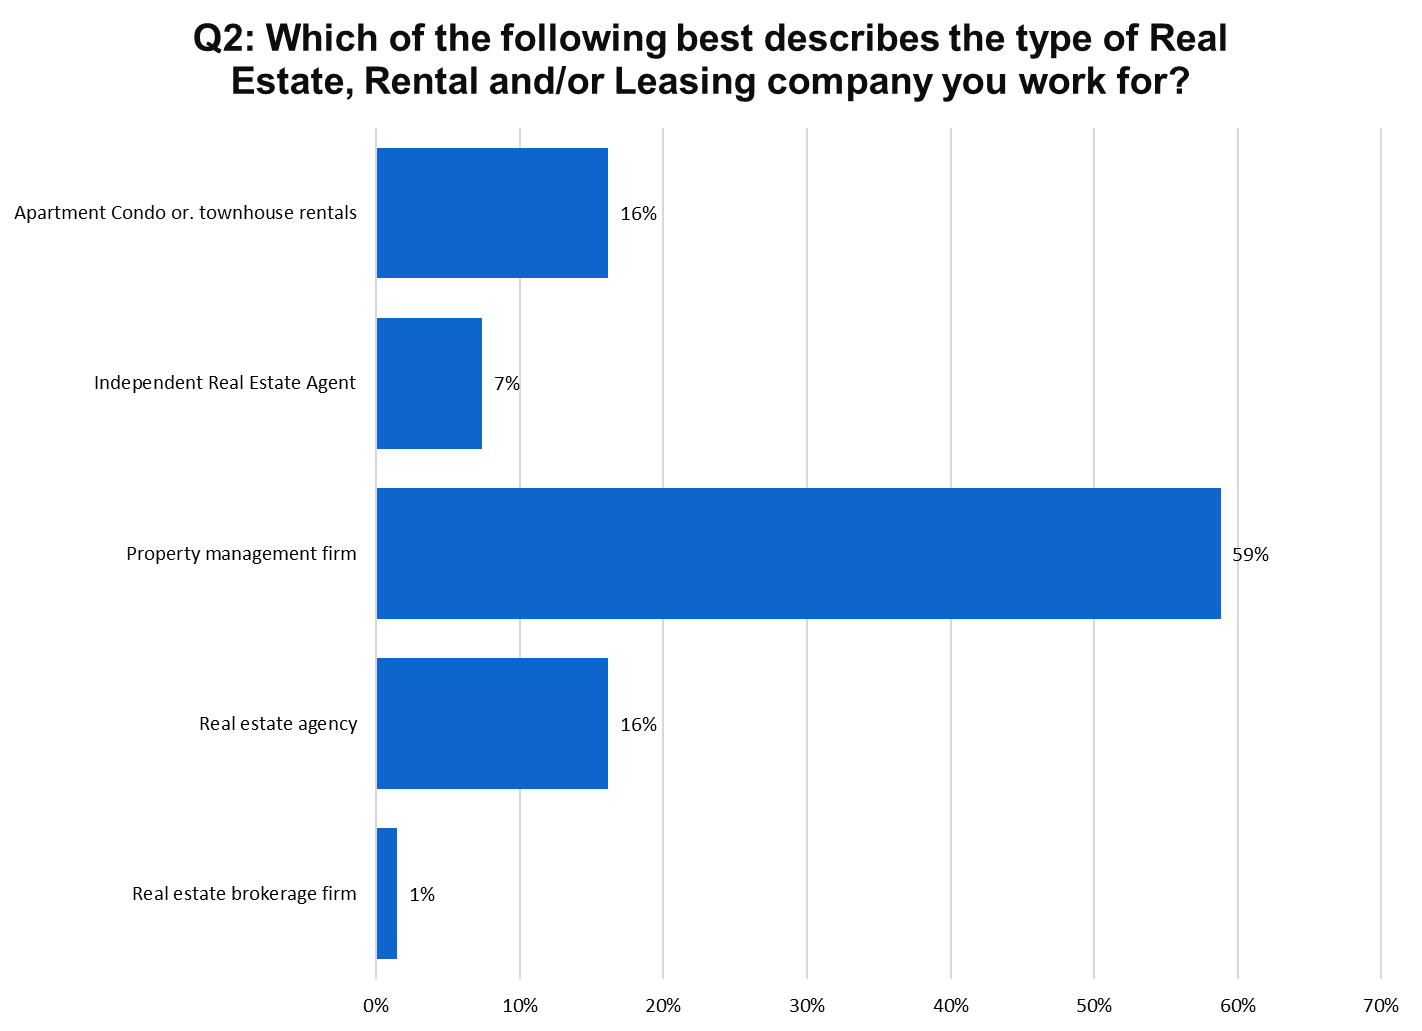 Q2: Which of the following best describes the type of Real
Estate, Rental and/or Leasing company you work for?
Apartment Condo or. townhouse rentals
16%
Independent Real Estate Agent
7%
Property management firm
59%
Real estate agency
16%
Real estate brokerage firm
1%
0% 10% 20% 30% 40% 50% 60% 70%